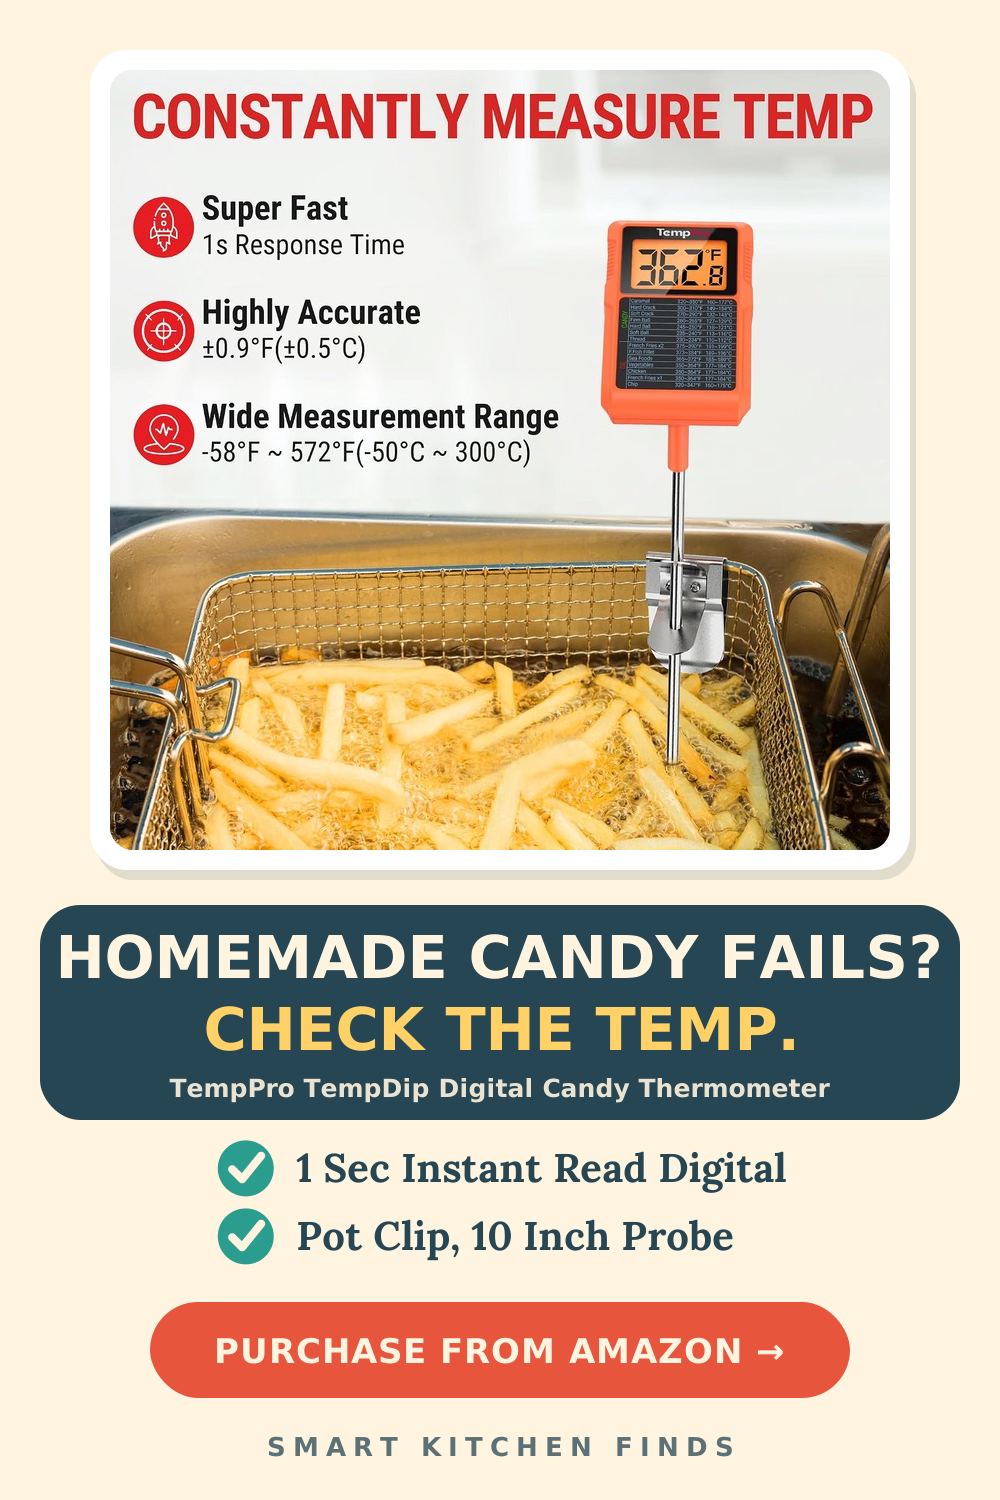 CONSTANTLY MEASURE TEMP
Super Fast
1s Response Time
Highly Accurate
±0.9°F(±0.5°C)
Wide Measurement Range
-58°F ~ 572°F(-50°C ~ 300°C)
Temp
362.8 °F
HOMEMADE CANDY FAILS?
CHECK THE TEMP.
TempPro TempDip Digital Candy Thermometer
1 Sec Instant Read Digital
Pot Clip, 10 Inch Probe
PURCHASE FROM AMAZON →
SMART KITCHEN FINDS